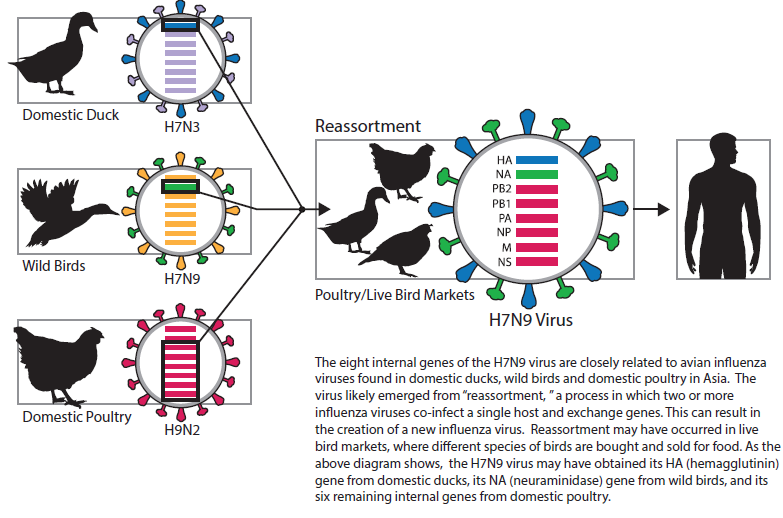 Domestic Duck
H7N3
Wild Birds
H7N9
Domestic Poultry
H9N2
Reassortment
HA
NA
PB2
PB1
PA
NP
M
NS
Poultry/Live Bird Markets
H7N9 Virus
The eight internal genes of the H7N9 virus are closely related to avian influenza
viruses found in domestic ducks, wild birds and domestic poultry in Asia. The
virus likely emerged from “reassortment, ” a process in which two or more
influenza viruses co-infect a single host and exchange genes. This can result in
the creation of a new influenza virus. Reassortment may have occurred in live
bird markets, where different species of birds are bought and sold for food. As the
above diagram shows, the H7N9 virus may have obtained its HA (hemagglutinin)
gene from domestic ducks, its NA (neuraminidase) gene from wild birds, and its
six remaining internal genes from domestic poultry.